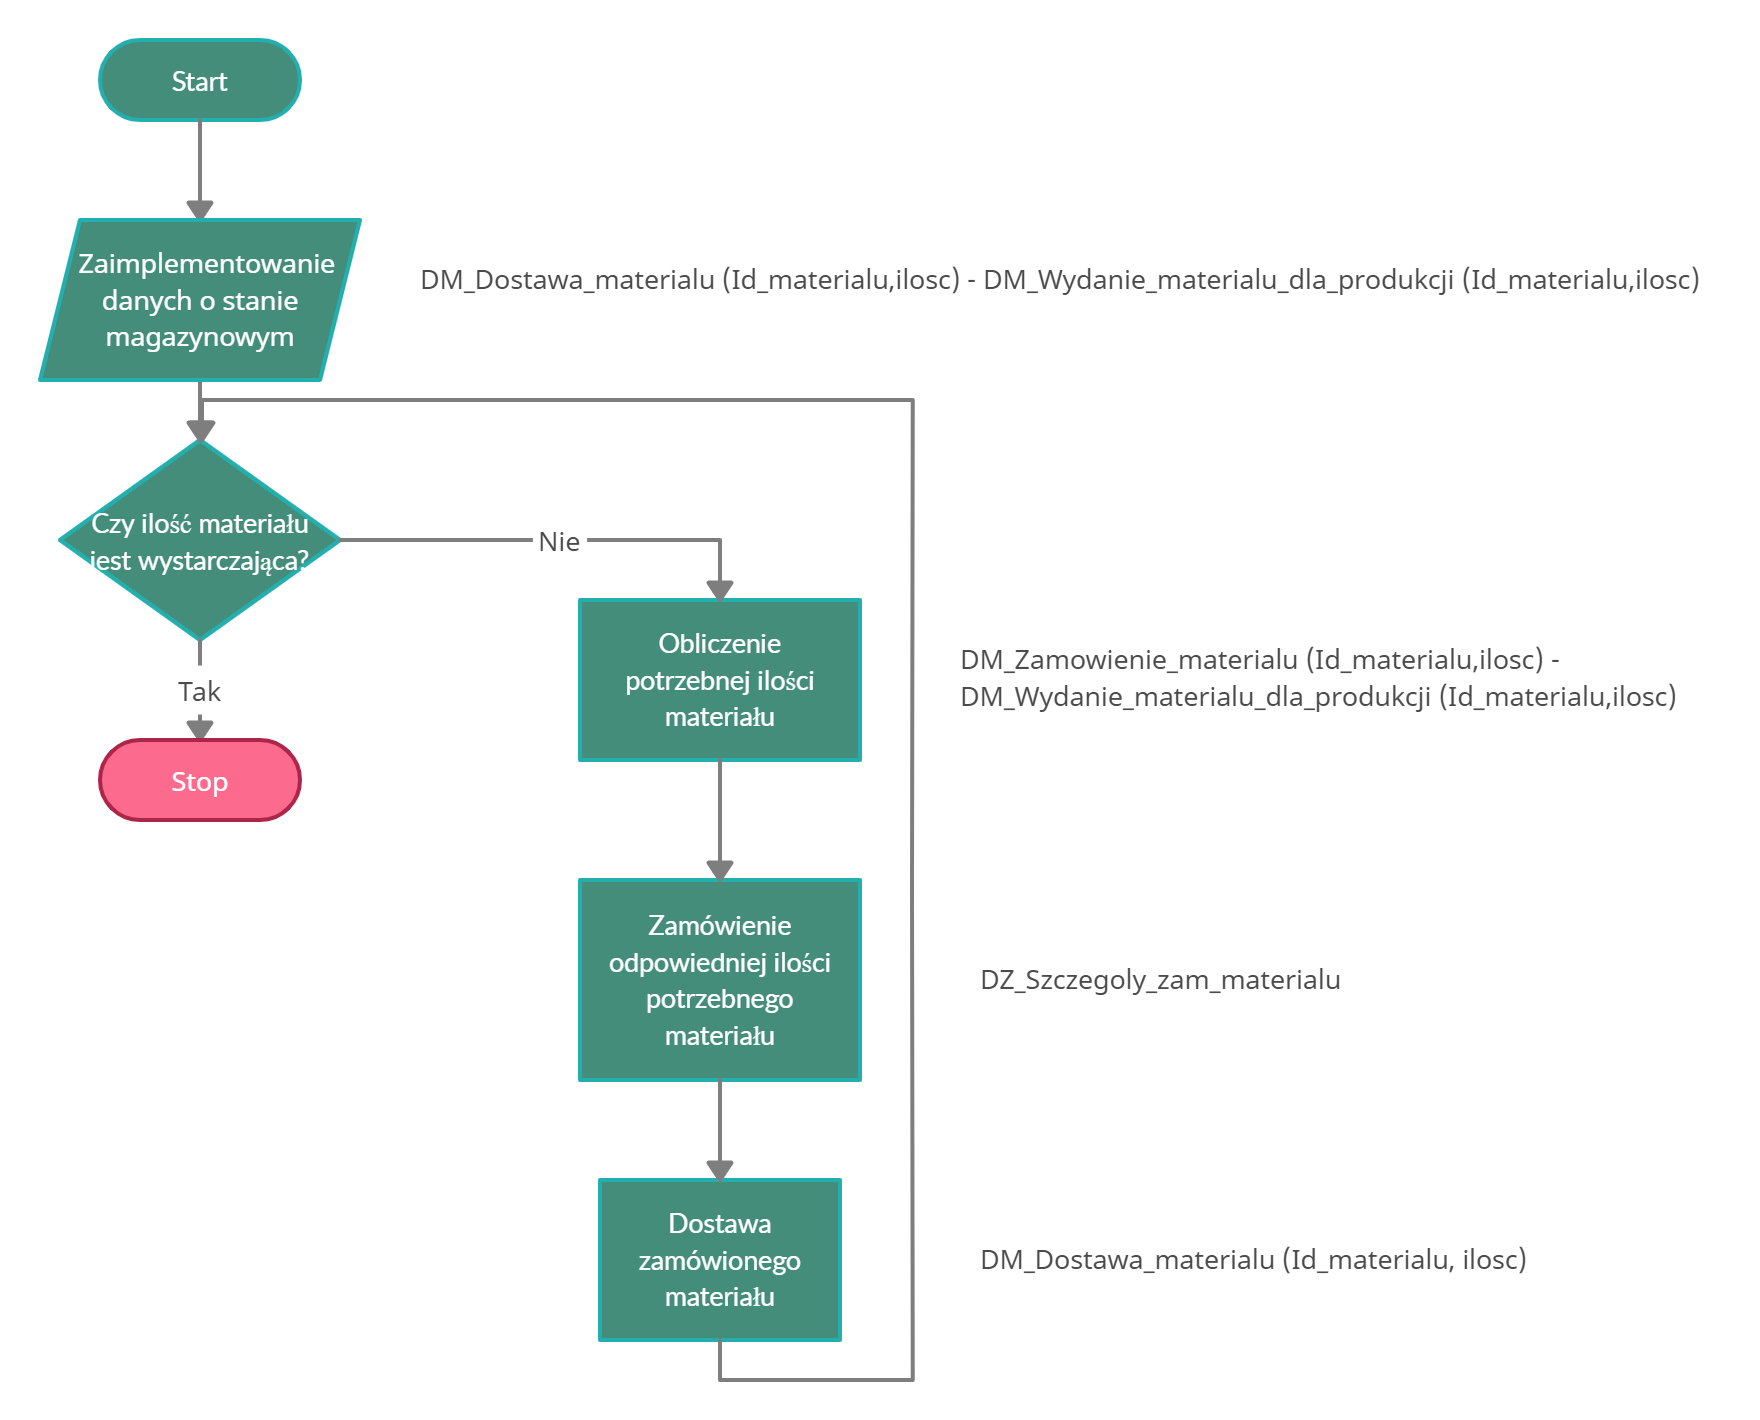 Start
Zaimplementowanie
danych o stanie
magazynowym
DM_Dostawa_materialu (Id_materialu,ilosc) - DM_Wydanie_materialu_dla_produkcji (Id_materialu,ilosc)
Czy ilość materiału
jest wystarczająca?
Nie
Tak
Stop
Obliczenie
potrzebnej ilości
materiału
DM_Zamowienie_materialu (Id_materialu,ilosc) -
DM_Wydanie_materialu_dla_produkcji (Id_materialu,ilosc)
Zamówienie
odpowiedniej ilości
potrzebnego
materiału
DZ_Szczegoly_zam_materialu
Dostawa
zamówionego
materiału
DM_Dostawa_materialu (Id_materialu, ilosc)